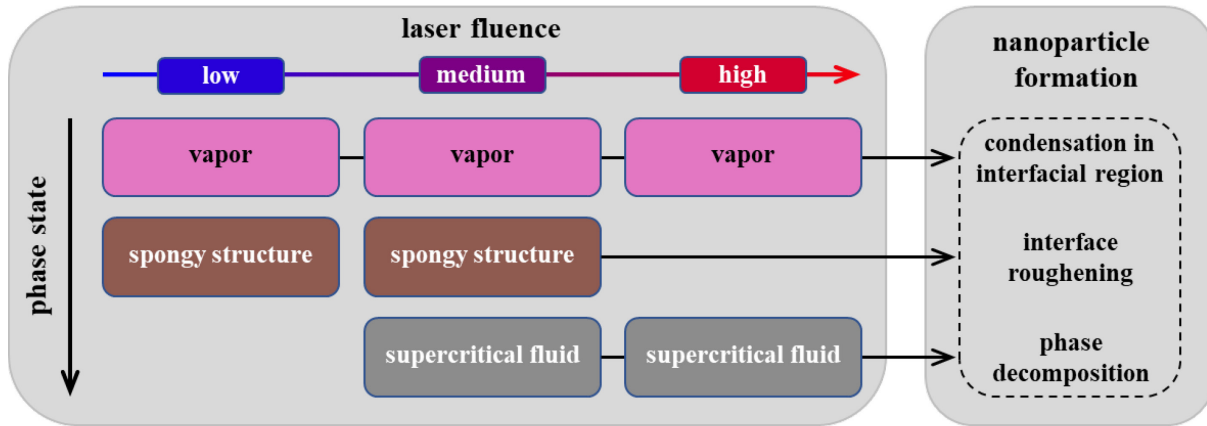 laser fluence
low
medium
high
phase state
vapor
vapor
vapor
spongy structure
spongy structure
supercritical fluid
supercritical fluid
nanoparticle
formation
condensation in
interfacial region
interface
roughening
phase
decomposition